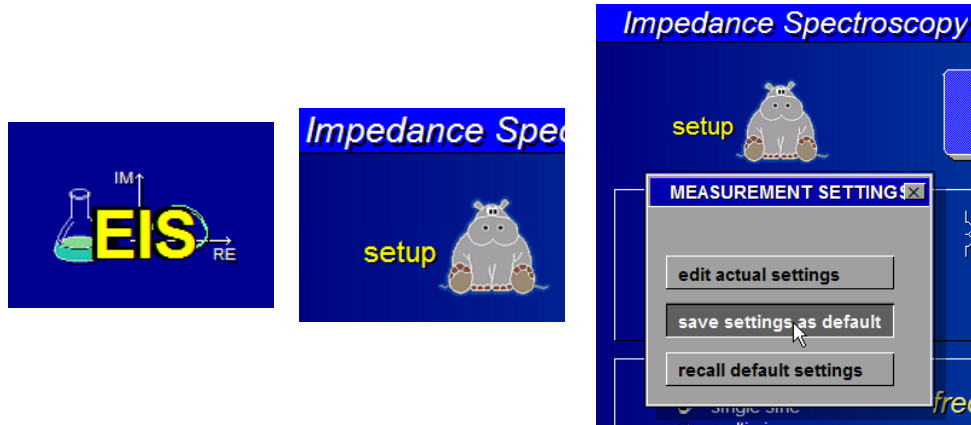 IM
EIS
RE
Impedance Spec
setup
Impedance Spectroscopy
setup
MEASUREMENT SETTINGS
edit actual settings
save settings as default
recall default settings
single sine